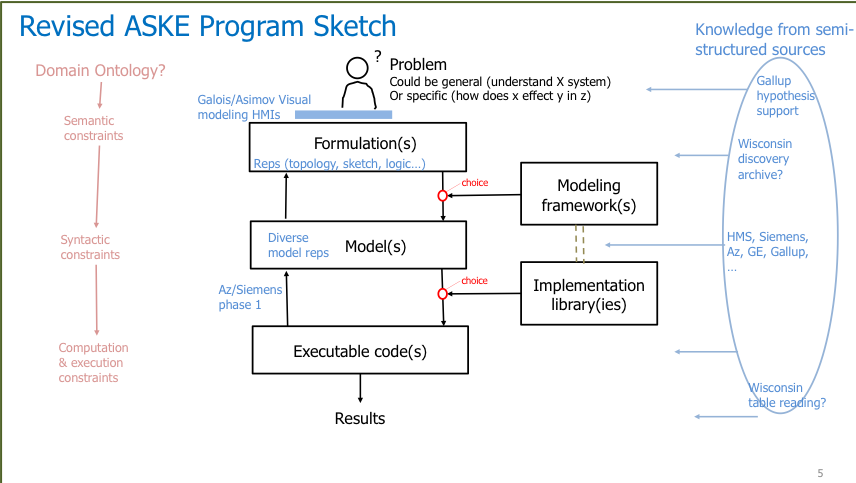 Revised ASKE Program Sketch
Knowledge from semi-
structured sources
Domain Ontology?
Semantic
constraints
Syntactic
constraints
Computation
& execution
constraints
?
Problem
Could be general (understand X system)
Or specific (how does x effect y in z)
Galois/Asimov Visual
modeling HMIs
Formulation(s)
Reps (topology, sketch, logic…)
choice
Modeling
framework(s)
Diverse
model reps
Model(s)
Az/Siemens
phase 1
choice
Implementation
library(ies)
Executable code(s)
Results
Gallup
hypothesis
support
Wisconsin
discovery
archive?
HMS, Siemens,
Az, GE, Gallup,
…
Wisconsin
table reading?
5